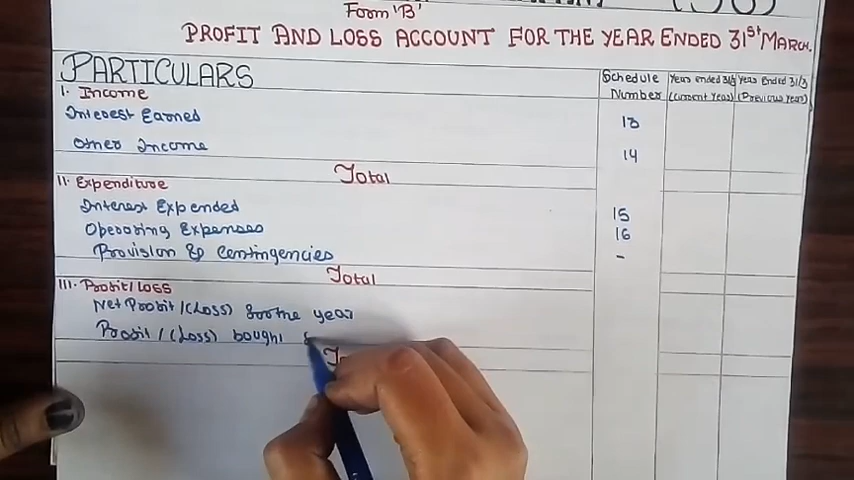 Form 'B'
PROFIT AND LOSS ACCOUNT FOR THE YEAR ENDED 31st MARCH.
PARTICULARS
Schedule Number
Years ended 31/3 (Current Year)
Years Ended 31/3 (Previous Year)
I. Income
Interest Earned 13
Other Income 14
Total
II. Expenditure
Interest Expended 15
Operating Expenses 16
Provision & Contingencies -
Total
III. Profit/Loss
Net Profit/(Loss) for the year
Profit/(Loss) bought